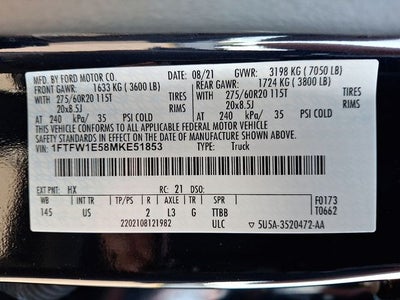 MFD. BY FORD MOTOR CO. 08/21 GVWR: 3198 KG ( 7050 LB)
FRONT GAWR: 1633 KG ( 3600 LB) REAR GAWR: 1724 KG ( 3800 LB)
275/60R20 115T TIRES 275/60R20 115T TIRES
20x8.5J RIMS 20x8.5J RIMS
AT 240 kPa/ 35 PSI COLD AT 240 kPa/ 35 PSI COLD
THIS VEHICLE CONFORMS TO ALL APPLICABLE FEDERAL MOTOR VEHICLE
SAFETY STANDARDS IN EFFECT ON THE DATE OF MANUFACTURE SHOWN ABOVE.
VIN: 1FTFW1E58MKE51853 TYPE: Truck
EXT PNT: HX RC: 21 DSO: F0173
WB INT TR TP/PS R AXLE TR SPR T0662
145 US 2 L3 G TTBB
2202108121982 ULC ▽ 5U5A-3520472-AA